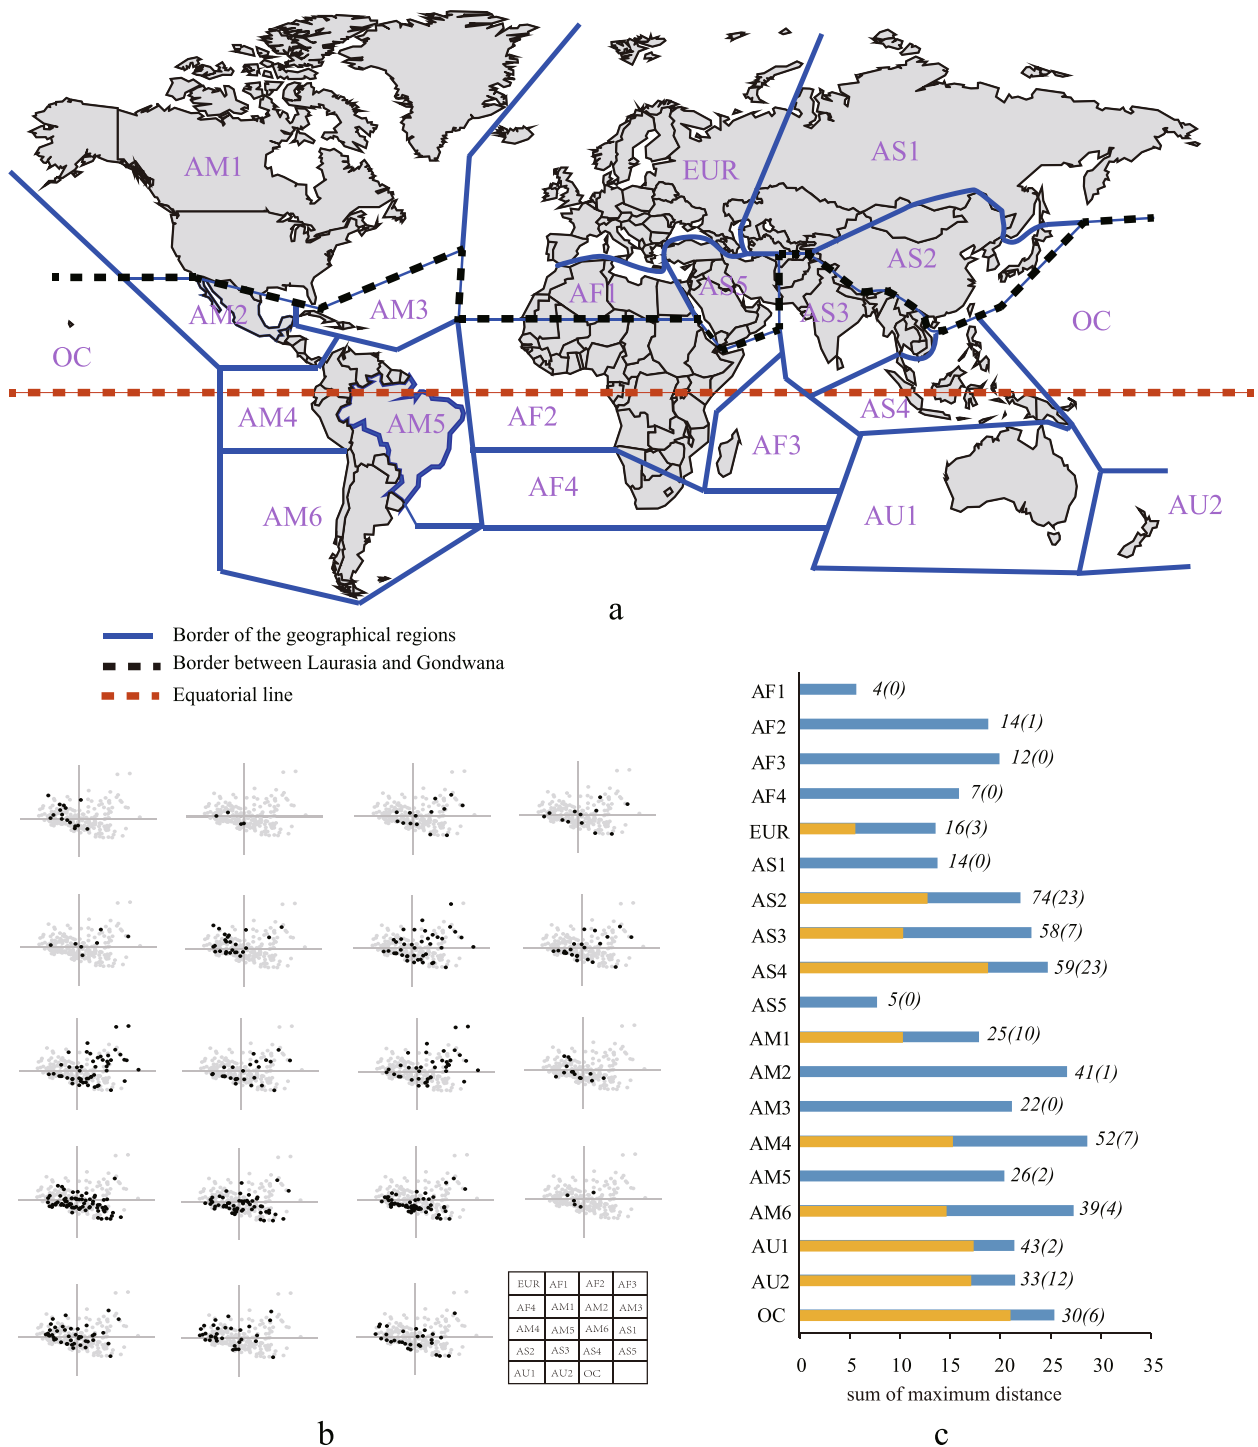 AM1
EUR
AS1
AS2
AF1
AS5
AS3
AM2
AM3
OC
OC
AM4
AM5
AF2
AS4
AF3
AF4
AM6
AU1
AU2
a
Border of the geographical regions
Border between Laurasia and Gondwana
Equatorial line
EUR AF1 AF2 AF3
AF4 AM1 AM2 AM3
AM4 AM5 AM6 AS1
AS2 AS3 AS4 AS5
AU1 AU2 OC
b
AF1 4(0)
AF2 14(1)
AF3 12(0)
AF4 7(0)
EUR 16(3)
AS1 14(0)
AS2 74(23)
AS3 58(7)
AS4 59(23)
AS5 5(0)
AM1 25(10)
AM2 41(1)
AM3 22(0)
AM4 52(7)
AM5 26(2)
AM6 39(4)
AU1 43(2)
AU2 33(12)
OC 30(6)
0 5 10 15 20 25 30 35
sum of maximum distance
c